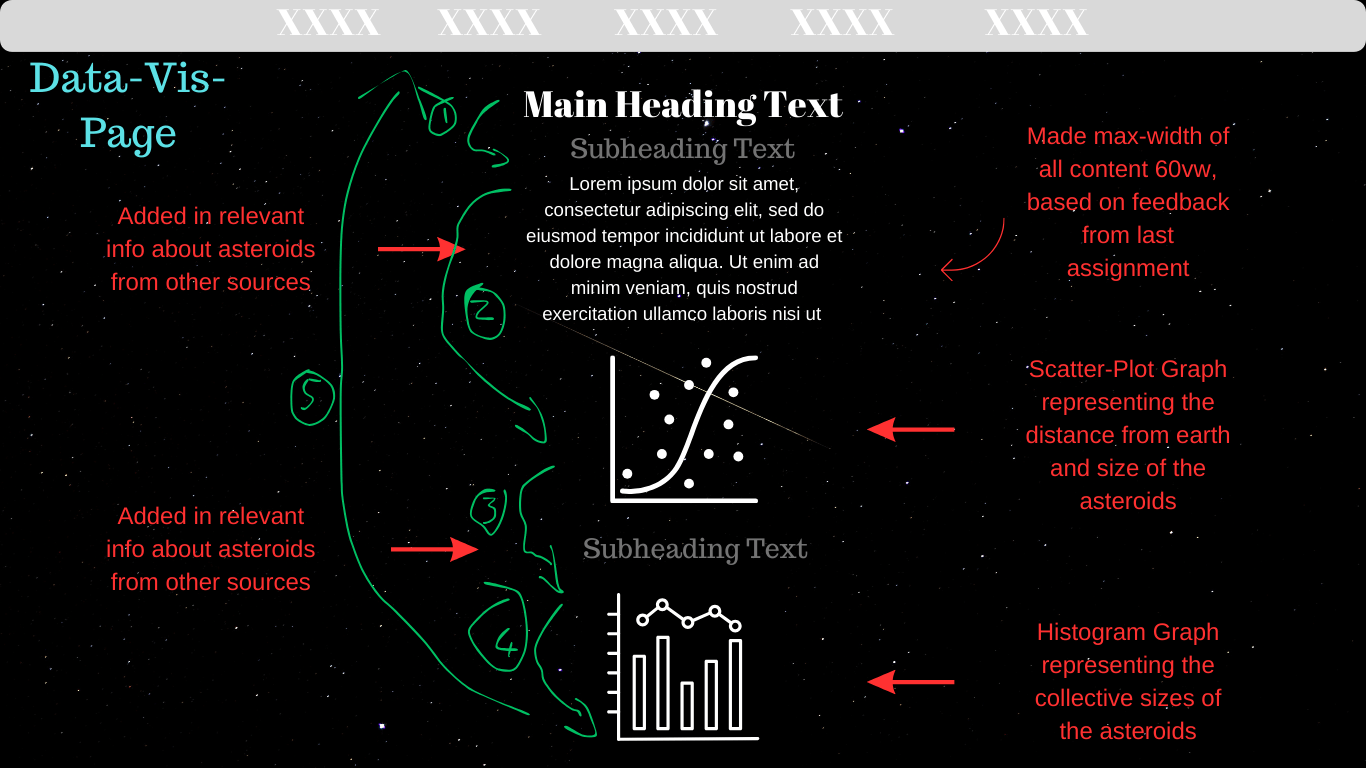 XXXX XXXX XXXX XXXX XXXX
Data-Vis-
Page
Main Heading Text
Subheading Text
Lorem ipsum dolor sit amet,
consectetur adipiscing elit, sed do
eiusmod tempor incididunt ut labore et
dolore magna aliqua. Ut enim ad
minim veniam, quis nostrud
exercitation ullamco laboris nisi ut
Added in relevant
info about asteroids
from other sources
Made max-width of
all content 60vw,
based on feedback
from last
assignment
1
2
5
Scatter-Plot Graph
representing the
distance from earth
and size of the
asteroids
3
Added in relevant
info about asteroids
from other sources
Subheading Text
4
Histogram Graph
representing the
collective sizes of
the asteroids